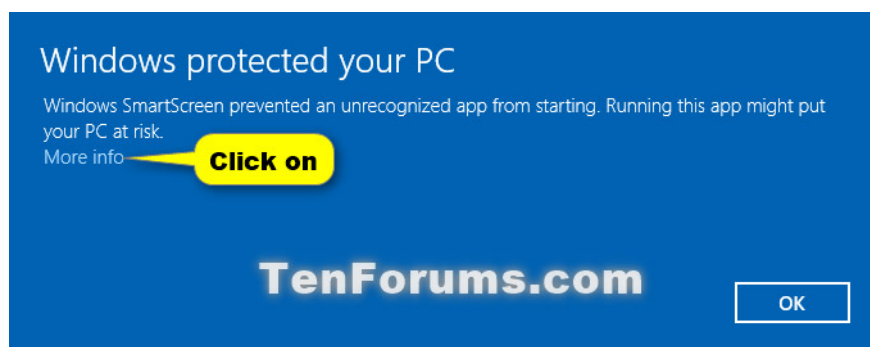 Windows protected your PC
Windows SmartScreen prevented an unrecognized app from starting. Running this app might put
your PC at risk.
More info
Click on
TenForums.com
OK